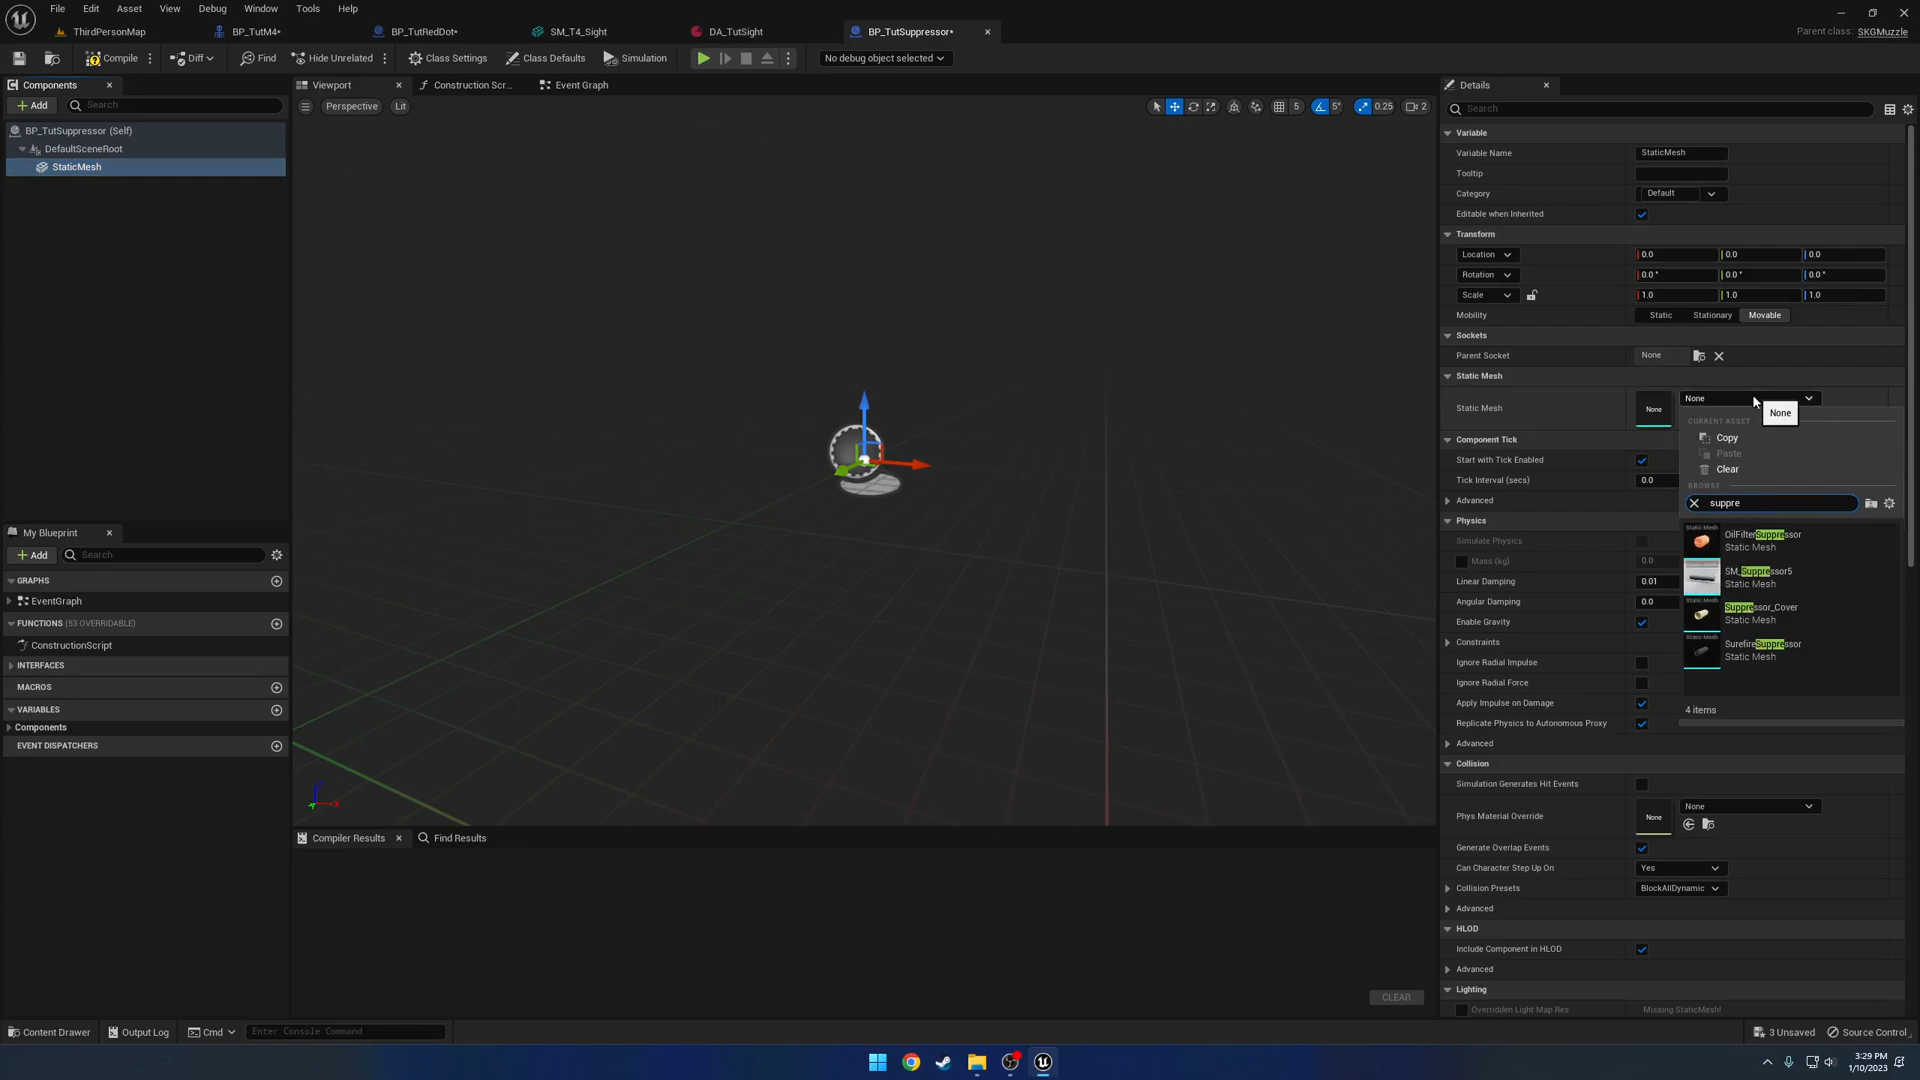 File Edit Asset View Debug Window Tools Help
ThirdPersonMap BP_TutM4* BP_TutRedDot* SM_T4_Sight DA_TutSight BP_TutSuppressor* Parent class: SKGMuzzle
Compile Diff Find Hide Unrelated Class Settings Class Defaults Simulation No debug object selected
Components
Add Search
BP_TutSuppressor (Self)
DefaultSceneRoot
StaticMesh
My Blueprint
Add Search
GRAPHS
EventGraph
FUNCTIONS (53 OVERRIDABLE)
ConstructionScript
INTERFACES
MACROS
VARIABLES
Components
EVENT DISPATCHERS
Viewport Construction Scr... Event Graph
Perspective Lit 5 5° 0.25 2
Compiler Results Find Results
CLEAR
Details
Search
Variable
Variable Name StaticMesh
Tooltip
Category Default
Editable when Inherited
Transform
Location 0.0 0.0 0.0
Rotation 0.0 ° 0.0 ° 0.0 °
Scale 1.0 1.0 1.0
Mobility Static Stationary Movable
Sockets
Parent Socket None
Static Mesh
Static Mesh None None
None
CURRENT ASSET
Copy
Paste
Clear
BROWSE
suppre
OilFilterSuppressor
Static Mesh
SM_Suppressor5
Static Mesh
Suppressor_Cover
Static Mesh
SurefireSuppressor
Static Mesh
4 items
Component Tick
Start with Tick Enabled
Tick Interval (secs) 0.0
Advanced
Physics
Simulate Physics
Mass (kg) 0.0
Linear Damping 0.01
Angular Damping 0.0
Enable Gravity
Constraints
Ignore Radial Impulse
Ignore Radial Force
Apply Impulse on Damage
Replicate Physics to Autonomous Proxy
Advanced
Collision
Simulation Generates Hit Events
Phys Material Override None None
Generate Overlap Events
Can Character Step Up On Yes
Collision Presets BlockAllDynamic
Advanced
HLOD
Include Component in HLOD
Advanced
Lighting
Overridden Light Map Res Missing StaticMesh!
Content Drawer Output Log Cmd Enter Console Command 3 Unsaved Source Control
3:29 PM
1/10/2023